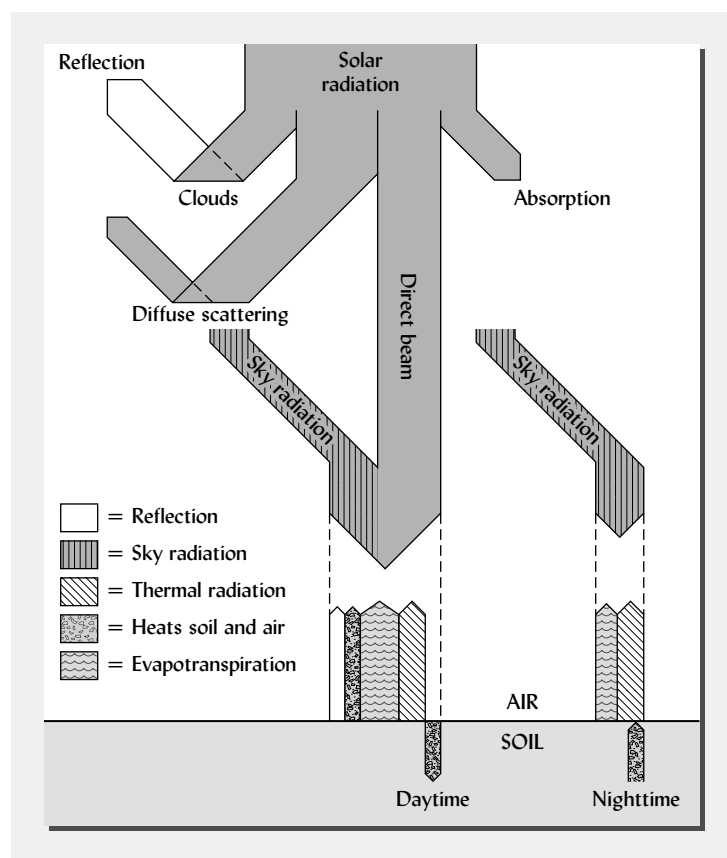 Reflection
Solar
radiation
Clouds
Absorption
Diffuse scattering
Direct beam
Sky radiation
Sky radiation
= Reflection
= Sky radiation
= Thermal radiation
= Heats soil and air
= Evapotranspiration
AIR
SOIL
Daytime
Nighttime